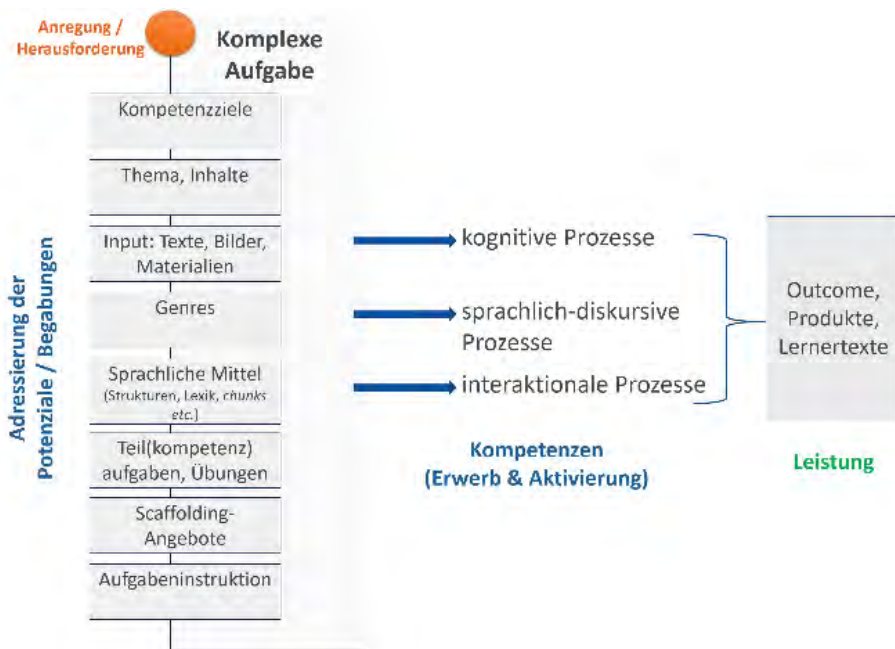 Anregung /
Herausforderung
Komplexe
Aufgabe
Adressierung der
Potenziale / Begabungen
Kompetenzziele
Thema, Inhalte
Input: Texte, Bilder,
Materialien
Genres
Sprachliche Mittel
(Strukturen, Lexik, chunks
etc.)
Teil(kompetenz)
aufgaben, Übungen
Scaffolding-
Angebote
Aufgabeninstruktion
kognitive Prozesse
sprachlich-diskursive
Prozesse
interaktionale Prozesse
Kompetenzen
(Erwerb & Aktivierung)
Outcome,
Produkte,
Lernertexte
Leistung